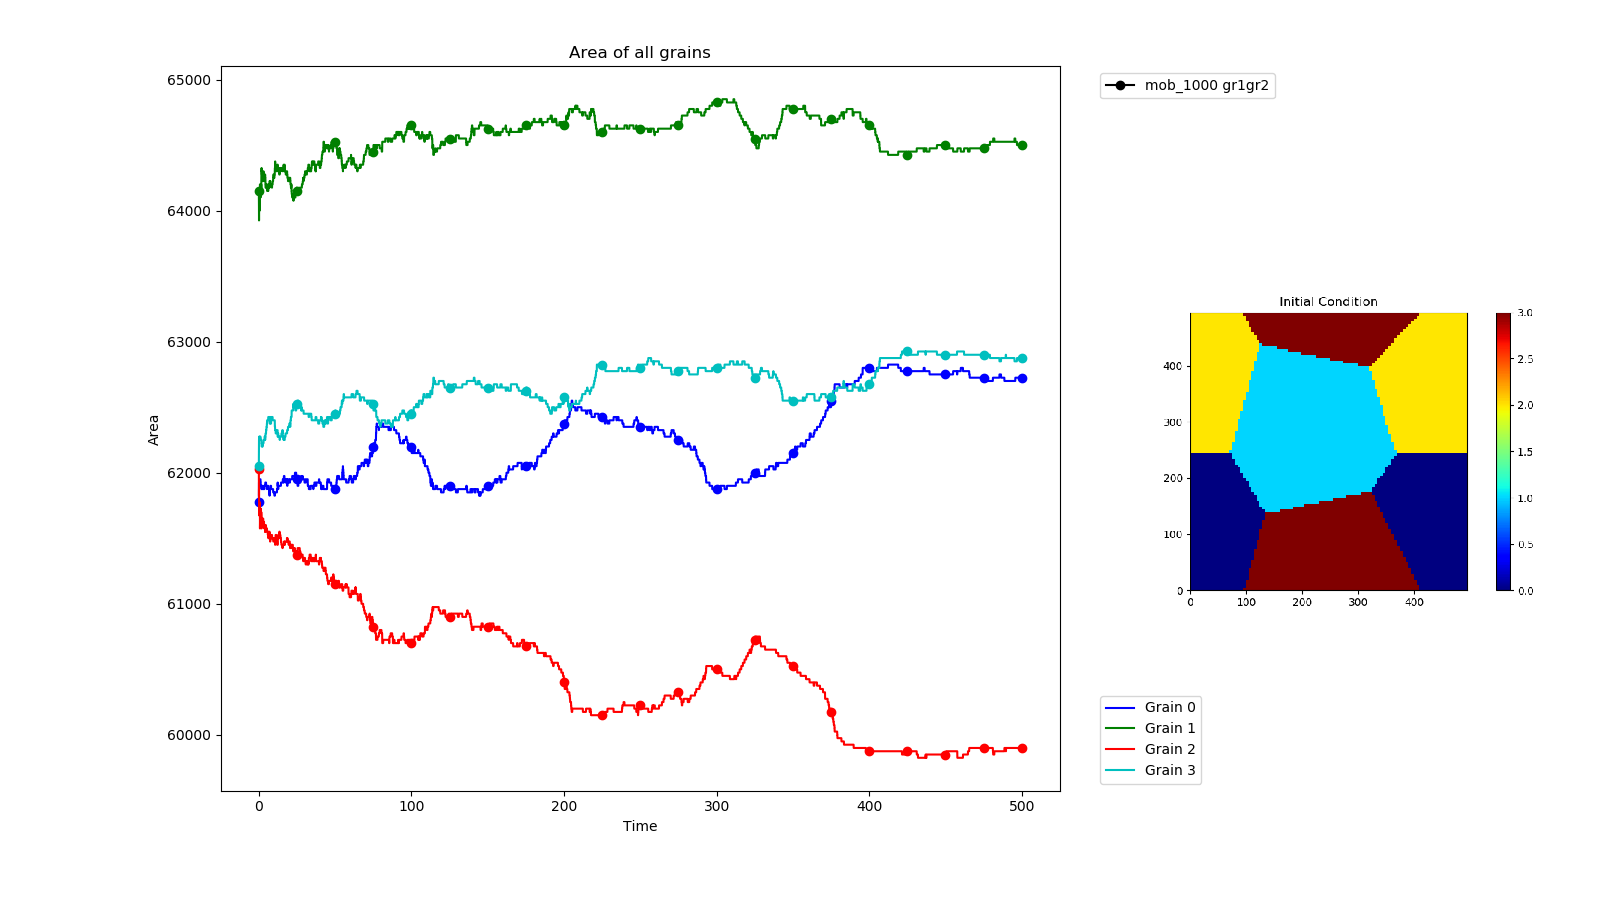 Area of all grains
65000
64000
63000
62000
61000
60000
Area
0 100 200 300 400 500
Time
mob_1000 gr1gr2
Initial Condition
400
300
200
100
0
0 100 200 300 400
3.0
2.5
2.0
1.5
1.0
0.5
0.0
Grain 0
Grain 1
Grain 2
Grain 3